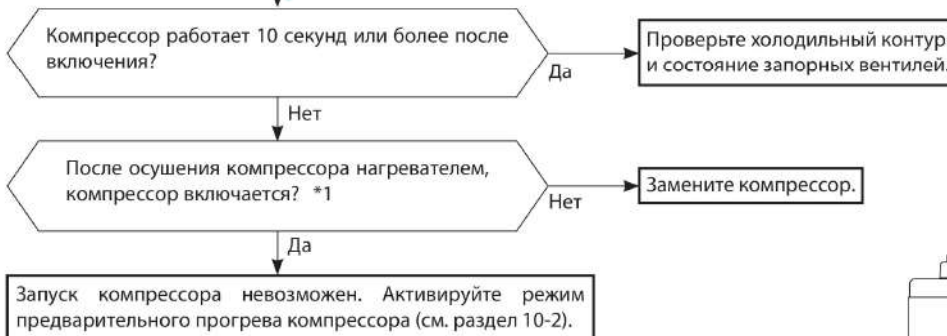 Компрессор работает 10 секунд или более после
включения?
Да
Проверьте холодильный контур
и состояние запорных вентилей.
Нет
После осушения компрессора нагревателем,
компрессор включается? *1
Нет
Замените компрессор.
Да
Запуск компрессора невозможен. Активируйте режим
предварительного прогрева компрессора (см. раздел 10-2).